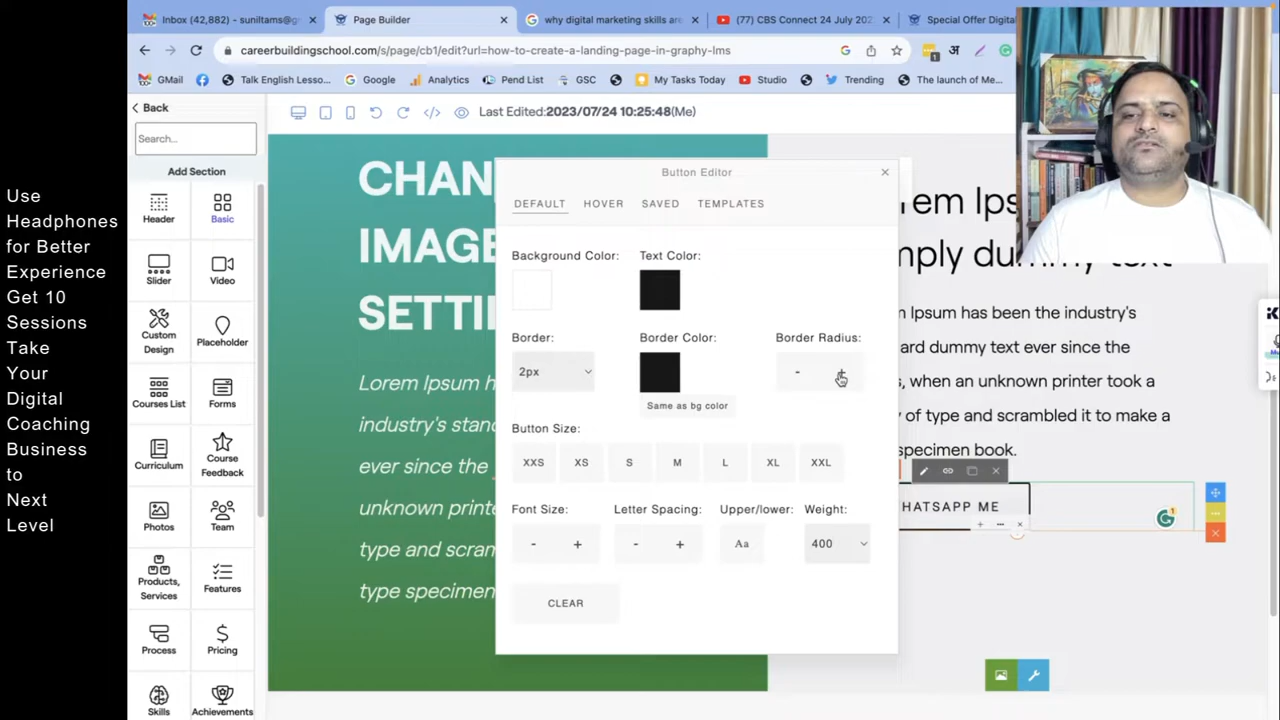 Inbox (42,882) - suniltams@g
Page Builder
why digital marketing skills are
(77) CBS Connect 24 July 202
Special Offer Digita
careerbuildingschool.com/s/page/cb1/edit?url=how-to-create-a-landing-page-in-graphy-lms
GMail
Talk English Lesso...
Google
Analytics
Pend List
GSC
My Tasks Today
Studio
Trending
The launch of Me...
Back
Last Edited:2023/07/24 10:25:48(Me)
Search...
Add Section
Header
Basic
Slider
Video
Custom
Design
Placeholder
Courses List
Forms
Curriculum
Course
Feedback
Photos
Team
Products,
Services
Features
Process
Pricing
Skills
Achievements
Use
Headphones
for Better
Experience
Get 10
Sessions
Take
Your
Digital
Coaching
Business
to
Next
Level
CHAN
IMAGE
SETTI
Lorem Ipsum h
industry's stand
ever since the
unknown printe
type and scram
type specimen
Button Editor
DEFAULT
HOVER
SAVED
TEMPLATES
Background Color:
Text Color:
Border:
Border Color:
Border Radius:
2px
-
+
Same as bg color
Button Size:
XXS
XS
S
M
L
XL
XXL
Font Size:
Letter Spacing:
Upper/lower:
Weight:
-
+
-
+
Aa
400
CLEAR
rem Ips
mply dummy text
m Ipsum has been the industry's
ard dummy text ever since the
s, when an unknown printer took a
y of type and scrambled it to make a
specimen book.
HATSAPP ME